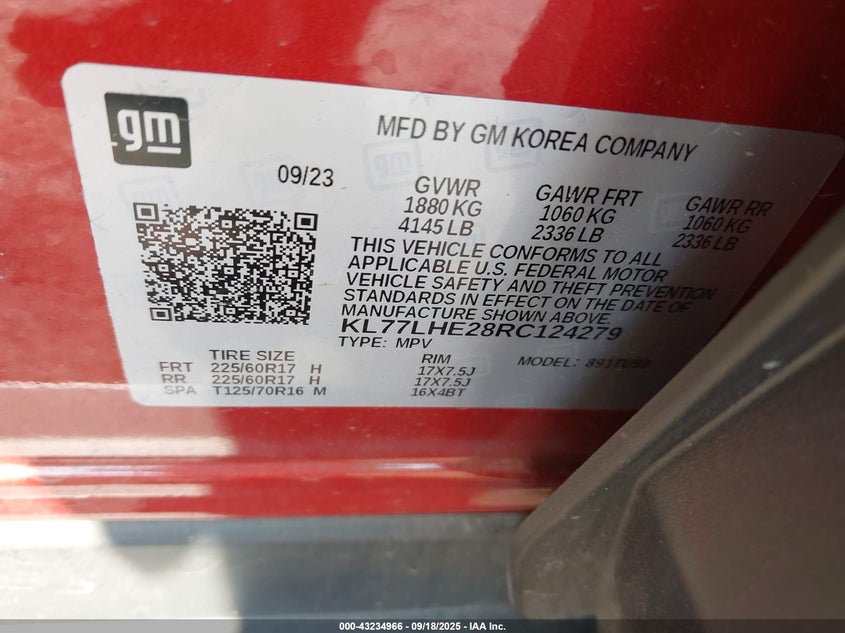 gm
MFD BY GM KOREA COMPANY
09/23
GVWR GAWR FRT GAWR RR
1880 KG 1060 KG 1060 KG
4145 LB 2336 LB 2336 LB
THIS VEHICLE CONFORMS TO ALL
APPLICABLE U.S. FEDERAL MOTOR
VEHICLE SAFETY AND THEFT PREVENTION
STANDARDS IN EFFECT ON THE DATE OF
MANUFACTURE SHOWN ABOVE.
KL77LHE28RC124279
TYPE: MPV MODEL:
TIRE SIZE RIM
FRT 225/60R17 H 17X7.5J
RR 225/60R17 H 17X7.5J
SPA T125/70R16 M 16X4BT
000-43234966 - 09/18/2025 - IAA Inc.